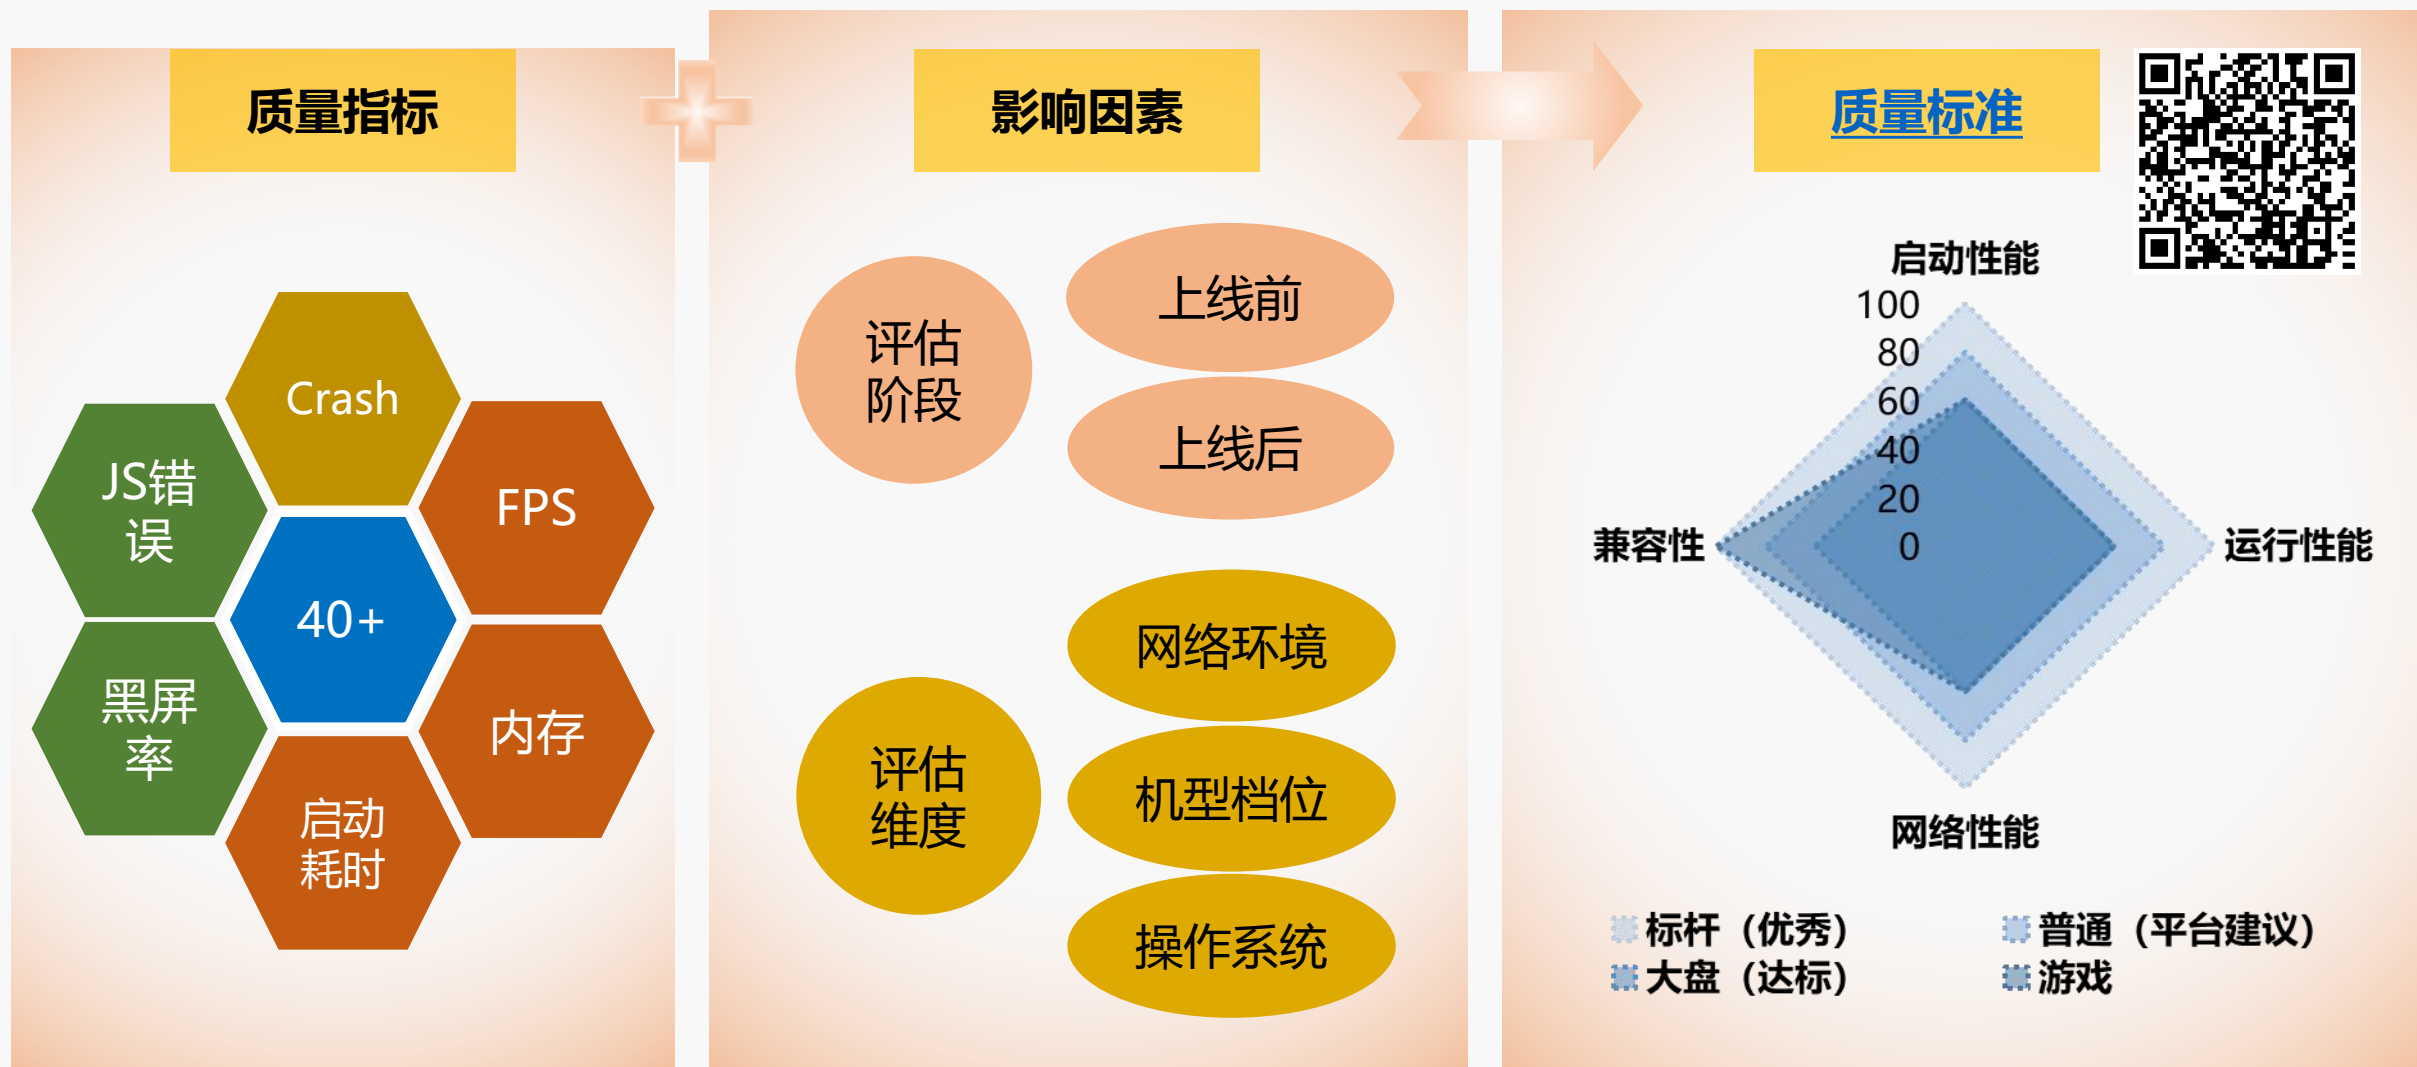 质量指标
Crash
JS错
误
FPS
40+
黑屏
率
内存
启动
耗时
影响因素
评估
阶段
上线前
上线后
评估
维度
网络环境
机型档位
操作系统
质量标准
启动性能
100
80
60
40
20
0
兼容性
运行性能
网络性能
标杆（优秀）
普通（平台建议）
大盘（达标）
游戏